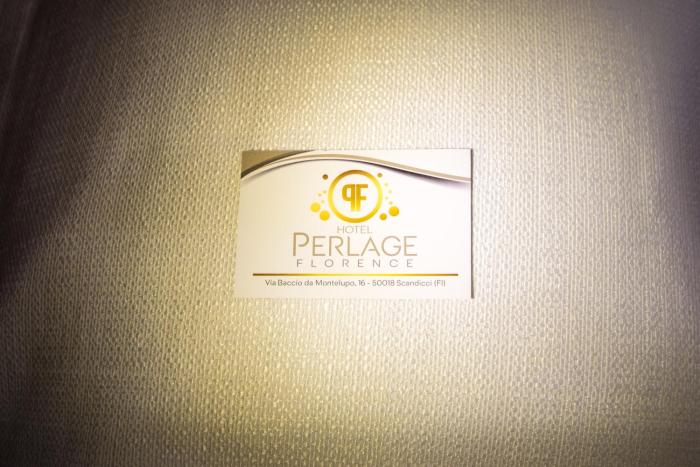 PF
HOTEL
PERLAGE
FLORENCE
Via Baccio da Montelupo, 16 - 50018 Scandicci (FI)